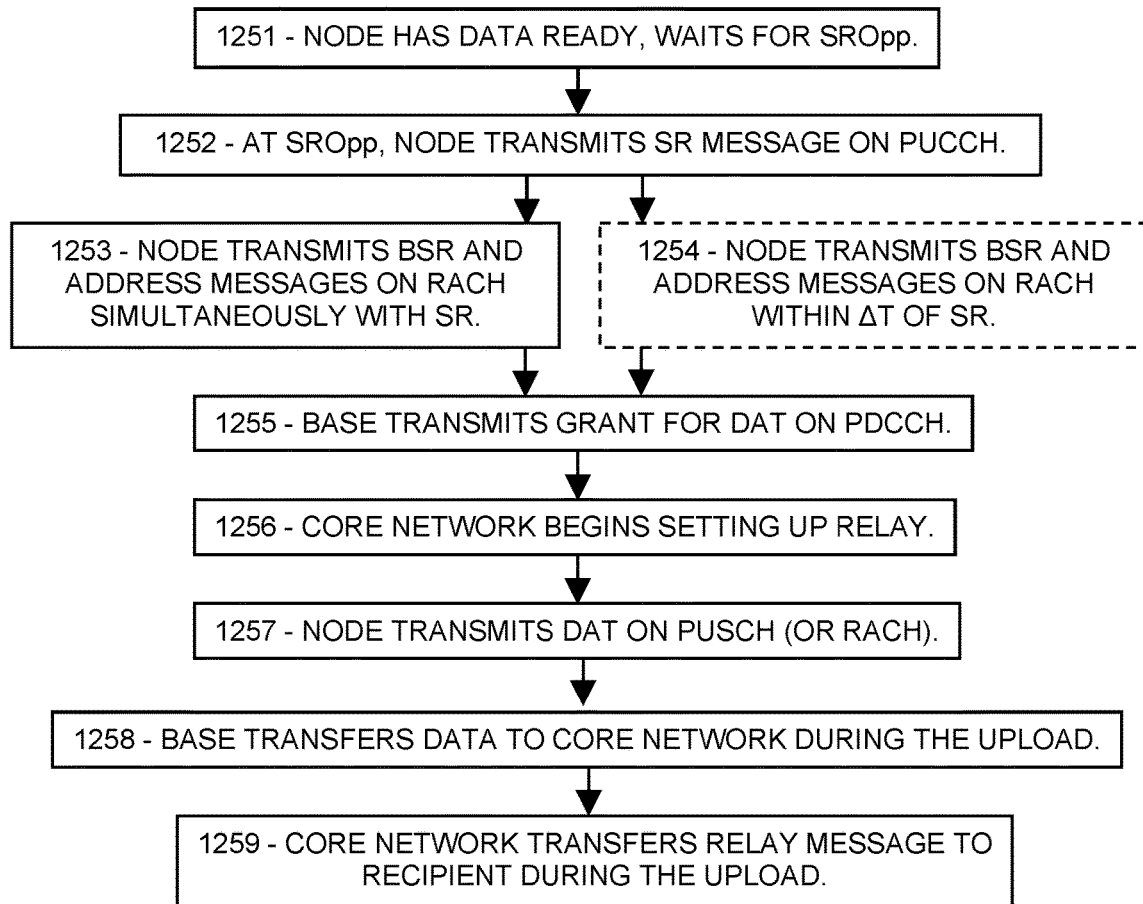 1251 - NODE HAS DATA READY, WAITS FOR SROpp.
1252 - AT SROpp, NODE TRANSMITS SR MESSAGE ON PUCCH.
1253 - NODE TRANSMITS BSR AND
ADDRESS MESSAGES ON RACH
SIMULTANEOUSLY WITH SR.
1254 - NODE TRANSMITS BSR AND
ADDRESS MESSAGES ON RACH
WITHIN ΔT OF SR.
1255 - BASE TRANSMITS GRANT FOR DAT ON PDCCH.
1256 - CORE NETWORK BEGINS SETTING UP RELAY.
1257 - NODE TRANSMITS DAT ON PUSCH (OR RACH).
1258 - BASE TRANSFERS DATA TO CORE NETWORK DURING THE UPLOAD.
1259 - CORE NETWORK TRANSFERS RELAY MESSAGE TO
RECIPIENT DURING THE UPLOAD.